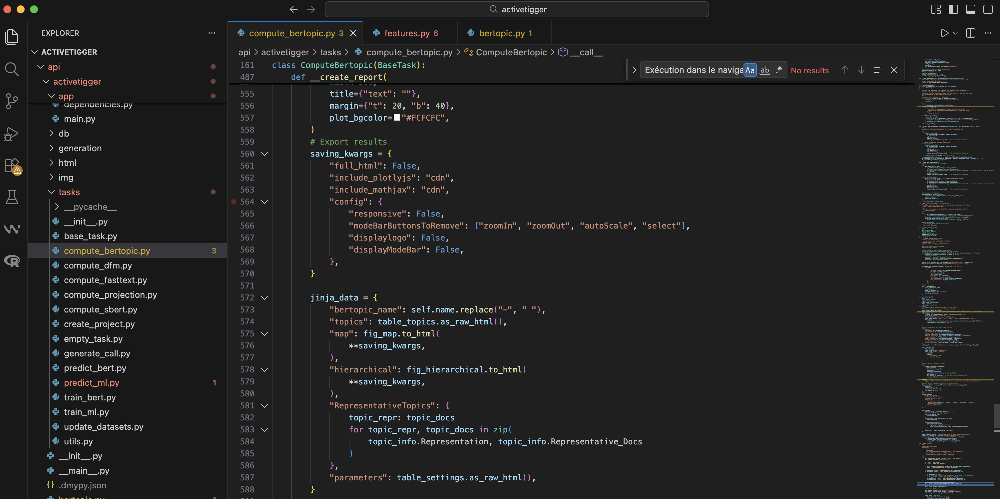 activetigger
EXPLORER
ACTIVETIGGER
api
activetigger
app
dependencies.py
main.py
db
generation
html
img
tasks
__pycache__
__init__.py
base_task.py
compute_bertopic.py 3
compute_dfm.py
compute_fasttext.py
compute_projection.py
compute_sbert.py
create_project.py
empty_task.py
generate_call.py
predict_bert.py
predict_ml.py 1
train_bert.py
train_ml.py
update_datasets.py
utils.py
__init__.py
__main__.py
{} .dmypy.json
bertopic.py 1
compute_bertopic.py 3
features.py 6
bertopic.py 1
api > activetigger > tasks > compute_bertopic.py > ComputeBertopic > __call__
Exécution dans le naviga Aa ab .* No results
161 class ComputeBertopic(BaseTask):
487 def __create_report(
555 title={"text": ""},
556 margin={"t": 20, "b": 40},
557 plot_bgcolor="#FCFCFC",
558 )
559 # Export results
560 saving_kwargs = {
561 "full_html": False,
562 "include_plotlyjs": "cdn",
563 "include_mathjax": "cdn",
564 "config": {
565 "responsive": False,
566 "modeBarButtonsToRemove": ["zoomIn", "zoomOut", "autoScale", "select"],
567 "displaylogo": False,
568 "displayModeBar": False,
569 },
570 }
571
572 jinja_data = {
573 "bertopic_name": self.name.replace("-", " "),
574 "topics": table_topics.as_raw_html(),
575 "map": fig_map.to_html(
576 **saving_kwargs,
577 ),
578 "hierarchical": fig_hierarchical.to_html(
579 **saving_kwargs,
580 ),
581 "RepresentativeTopics": {
582 topic_repr: topic_docs
583 for topic_repr, topic_docs in zip(
584 topic_info.Representation, topic_info.Representative_Docs
585 )
586 },
587 "parameters": table_settings.as_raw_html(),
588 }